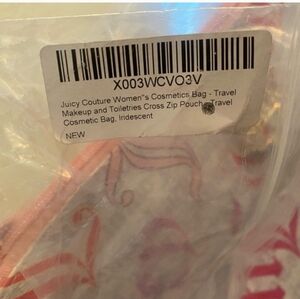 X003WCVO3V
Juicy Couture Women"s Cosmetics Bag - Travel
Makeup and Toiletries Cross Zip Pouch, Travel
Cosmetic Bag, Iridescent
NEW